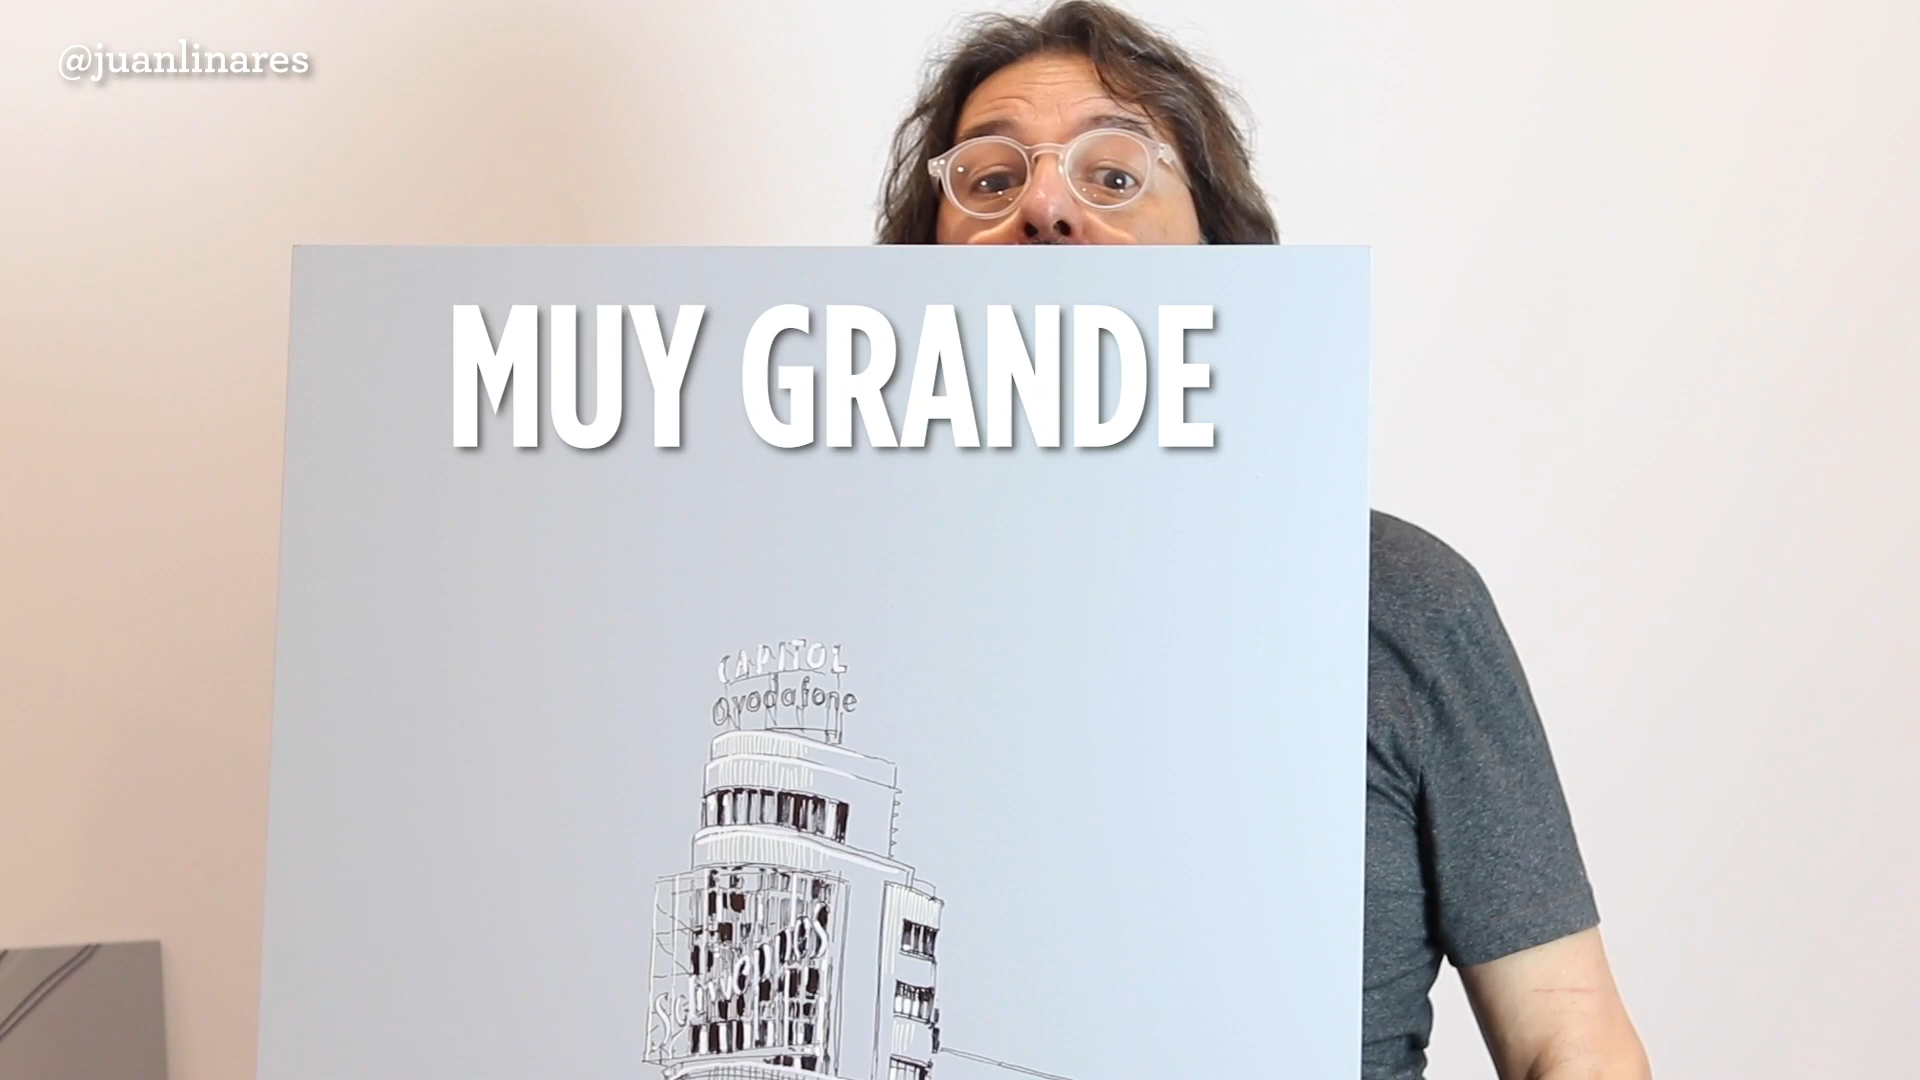 @juanlinares
MUY GRANDE
CAPITOL
vodafone
Schweppes